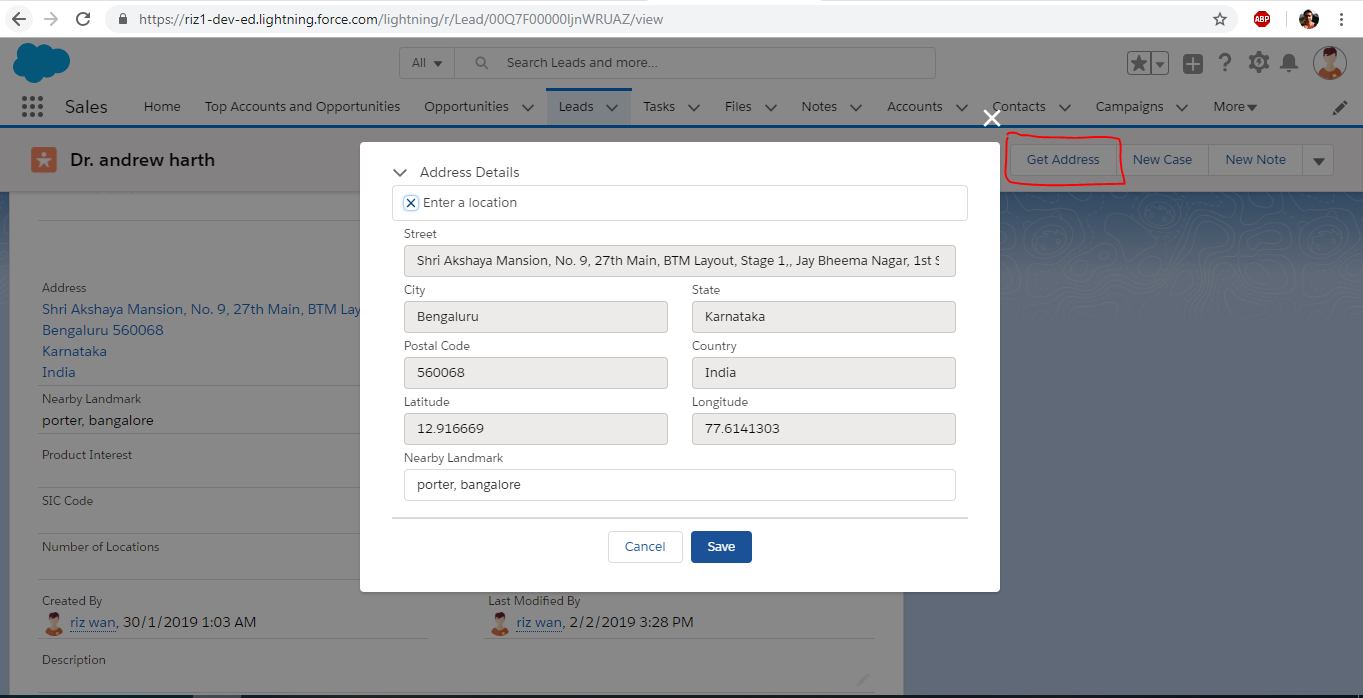 https://riz1-dev-ed.lightning.force.com/lightning/r/Lead/00Q7F00000ljnWRUAZ/view
ABP
All
Search Leads and more...
Sales Home Top Accounts and Opportunities Opportunities Leads Tasks Files Notes Accounts Contacts Campaigns More
Dr. andrew harth
Get Address New Case New Note
Address Details
Enter a location
Street
Shri Akshaya Mansion, No. 9, 27th Main, BTM Layout, Stage 1,, Jay Bheema Nagar, 1st S
City State
Bengaluru Karnataka
Postal Code Country
560068 India
Latitude Longitude
12.916669 77.6141303
Nearby Landmark
porter, bangalore
Cancel Save
Address
Shri Akshaya Mansion, No. 9, 27th Main, BTM Lay
Bengaluru 560068
Karnataka
India
Nearby Landmark
porter, bangalore
Product Interest
SIC Code
Number of Locations
Created By Last Modified By
riz wan, 30/1/2019 1:03 AM riz wan, 2/2/2019 3:28 PM
Description